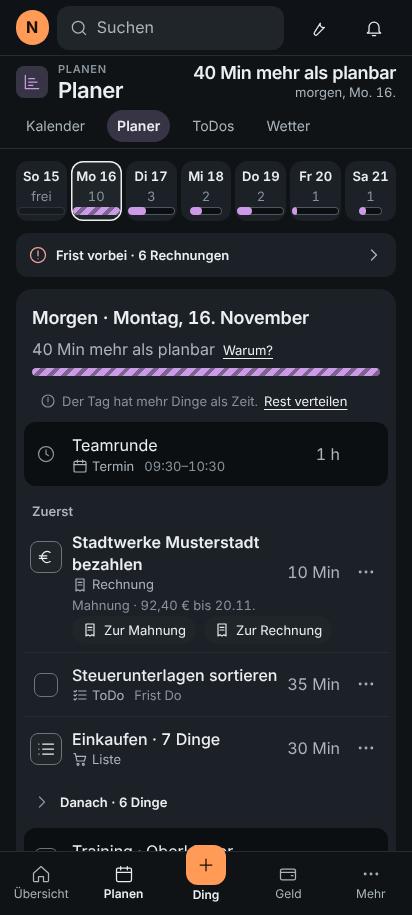 N
Suchen
PLANEN
Planer
40 Min mehr als planbar
morgen, Mo. 16.
Kalender Planer ToDos Wetter
So 15 Mo 16 Di 17 Mi 18 Do 19 Fr 20 Sa 21
frei 10 3 2 2 1 1
Frist vorbei · 6 Rechnungen
Morgen · Montag, 16. November
40 Min mehr als planbar Warum?
Der Tag hat mehr Dinge als Zeit. Rest verteilen
Teamrunde
Termin 09:30–10:30
1 h
Zuerst
Stadtwerke Musterstadt
bezahlen
Rechnung
Mahnung · 92,40 € bis 20.11.
10 Min
Zur Mahnung Zur Rechnung
Steuerunterlagen sortieren
ToDo Frist Do
35 Min
Einkaufen · 7 Dinge
Liste
30 Min
Danach · 6 Dinge
Training ·
Übersicht Planen Ding Geld Mehr